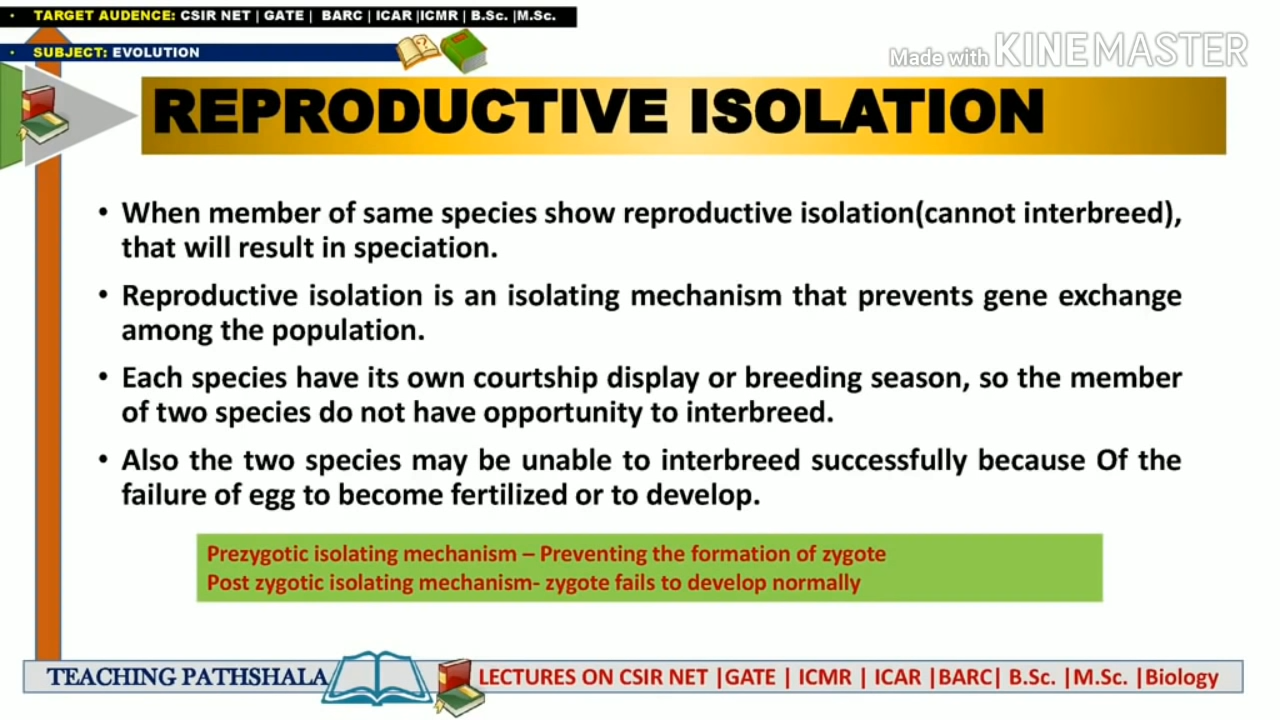 • TARGET AUDENCE: CSIR NET | GATE | BARC | ICAR |ICMR | B.Sc. |M.Sc.
• SUBJECT: EVOLUTION
Made with KINEMASTER
REPRODUCTIVE ISOLATION
• When member of same species show reproductive isolation(cannot interbreed),
that will result in speciation.
• Reproductive isolation is an isolating mechanism that prevents gene exchange
among the population.
• Each species have its own courtship display or breeding season, so the member
of two species do not have opportunity to interbreed.
• Also the two species may be unable to interbreed successfully because Of the
failure of egg to become fertilized or to develop.
Prezygotic isolating mechanism – Preventing the formation of zygote
Post zygotic isolating mechanism- zygote fails to develop normally
TEACHING PATHSHALA
LECTURES ON CSIR NET |GATE | ICMR | ICAR |BARC| B.Sc. |M.Sc. |Biology